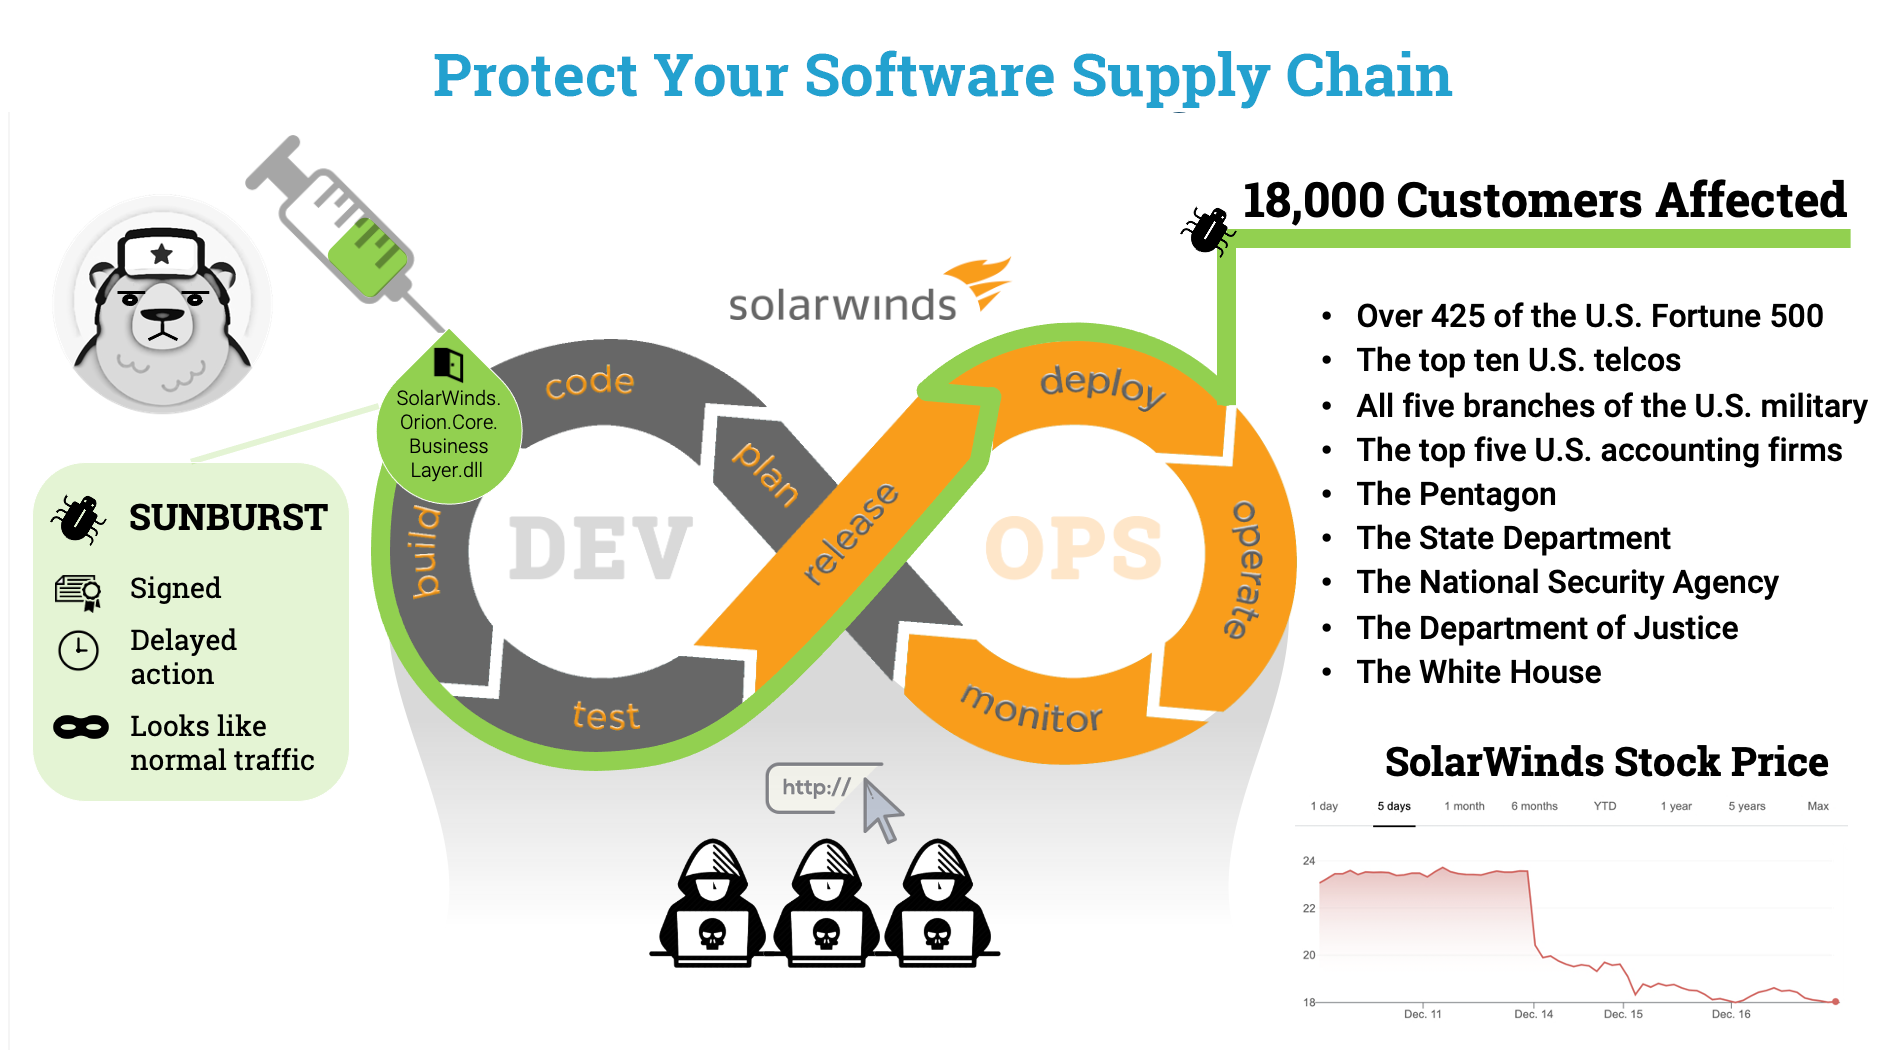 Protect Your Software Supply Chain
18,000 Customers Affected
solarwinds
SolarWinds.
Orion.Core.
Business
Layer.dll
code
plan
build
test
release
deploy
operate
monitor
DEV
OPS
SUNBURST
Signed
Delayed
action
Looks like
normal traffic
http://
• Over 425 of the U.S. Fortune 500
• The top ten U.S. telcos
• All five branches of the U.S. military
• The top five U.S. accounting firms
• The Pentagon
• The State Department
• The National Security Agency
• The Department of Justice
• The White House
SolarWinds Stock Price
1 day 5 days 1 month 6 months YTD 1 year 5 years Max
24
22
20
18
Dec. 11 Dec. 14 Dec. 15 Dec. 16